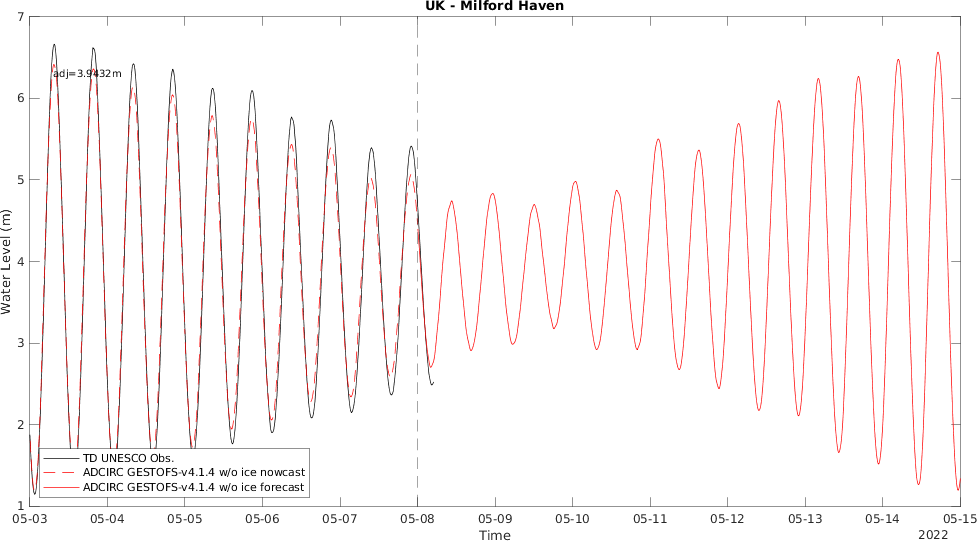 UK - Milford Haven
7
6
5
4
3
2
1
Water Level (m)
adj=3.9432m
TD UNESCO Obs.
ADCIRC GESTOFS-v4.1.4 w/o ice nowcast
ADCIRC GESTOFS-v4.1.4 w/o ice forecast
05-03 05-04 05-05 05-06 05-07 05-08 05-09 05-10 05-11 05-12 05-13 05-14 05-15
Time
2022